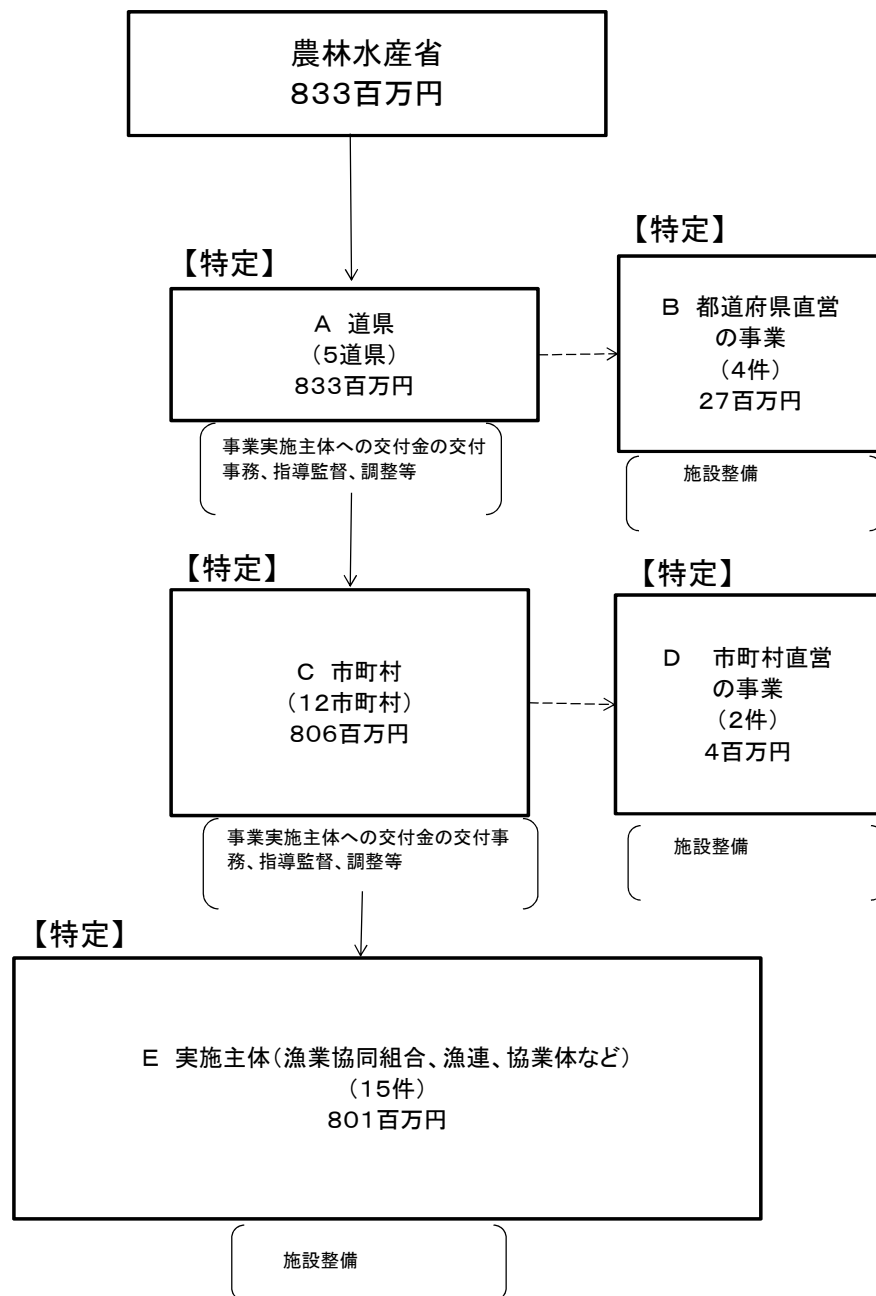 農林水産省
833百万円
【特定】
A 道県
(5道県)
833百万円
事業実施主体への交付金の交付
事務、指導監督、調整等
【特定】
B 都道府県直営
の事業
(4件)
27百万円
施設整備
【特定】
C 市町村
(12市町村)
806百万円
事業実施主体への交付金の交付事
務、指導監督、調整等
【特定】
D 市町村直営
の事業
(2件)
4百万円
施設整備
【特定】
E 実施主体(漁業協同組合、漁連、協業体など)
(15件)
801百万円
施設整備